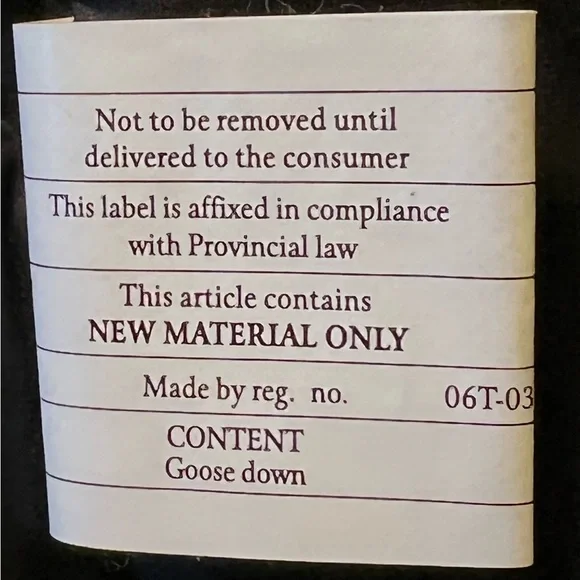 Not to be removed until
delivered to the consumer
This label is affixed in compliance
with Provincial law
This article contains
NEW MATERIAL ONLY
Made by reg. no. 06T-03
CONTENT
Goose down